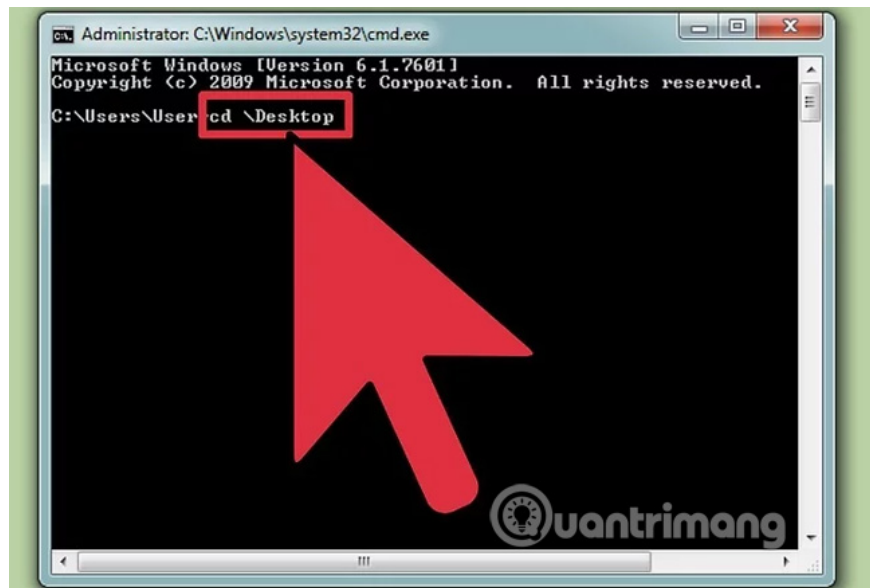 Administrator: C:\Windows\system32\cmd.exe
Microsoft Windows [Version 6.1.7601]
Copyright (c) 2009 Microsoft Corporation. All rights reserved.
C:\Users\User>cd \Desktop
Quantrimang